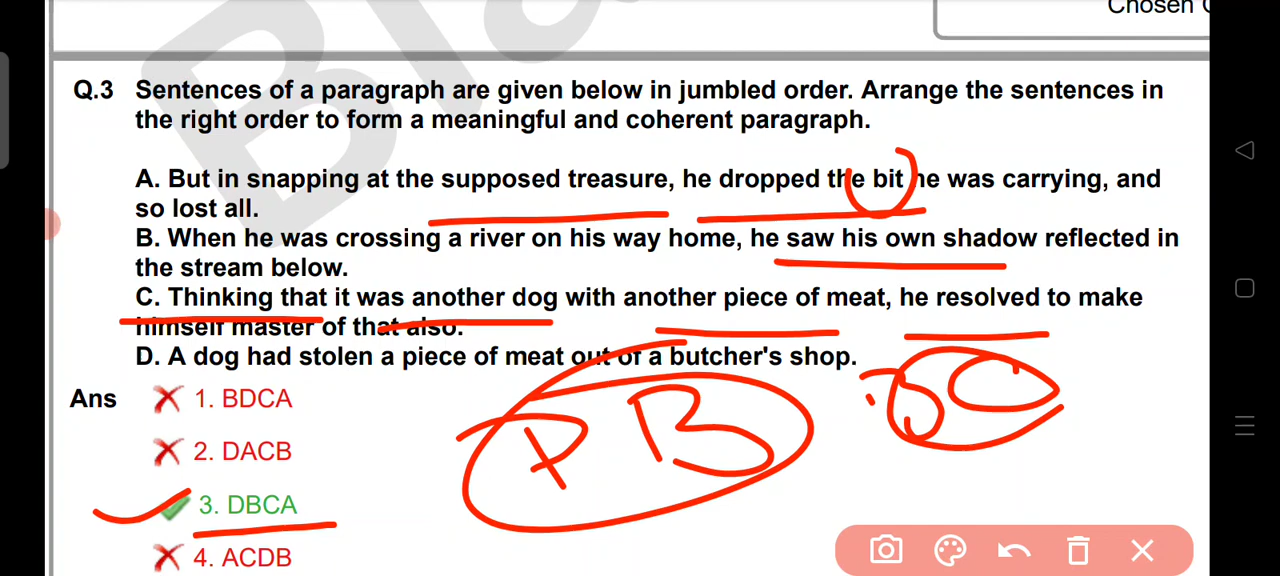 Chosen
Q.3 Sentences of a paragraph are given below in jumbled order. Arrange the sentences in
the right order to form a meaningful and coherent paragraph.
A. But in snapping at the supposed treasure, he dropped the bit he was carrying, and
so lost all.
B. When he was crossing a river on his way home, he saw his own shadow reflected in
the stream below.
C. Thinking that it was another dog with another piece of meat, he resolved to make
himself master of that also.
D. A dog had stolen a piece of meat out of a butcher's shop.
Ans 1. BDCA
2. DACB
3. DBCA
4. ACDB